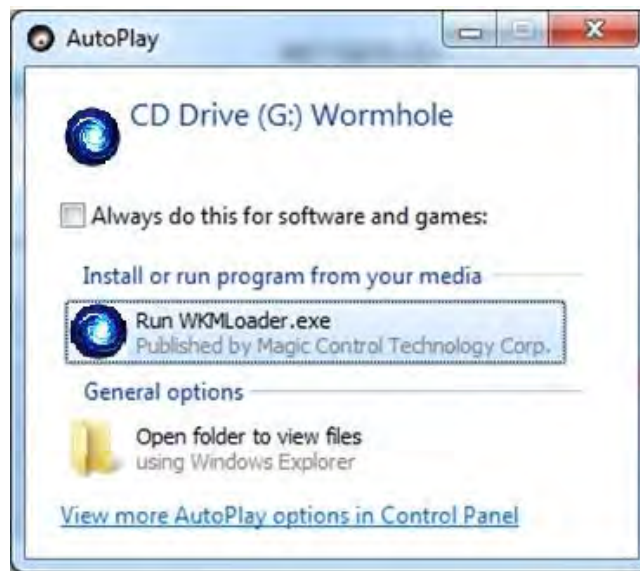 AutoPlay
CD Drive (G:) Wormhole
Always do this for software and games:
Install or run program from your media
Run WKMLoader.exe
Published by Magic Control Technology Corp.
General options
Open folder to view files
using Windows Explorer
View more AutoPlay options in Control Panel